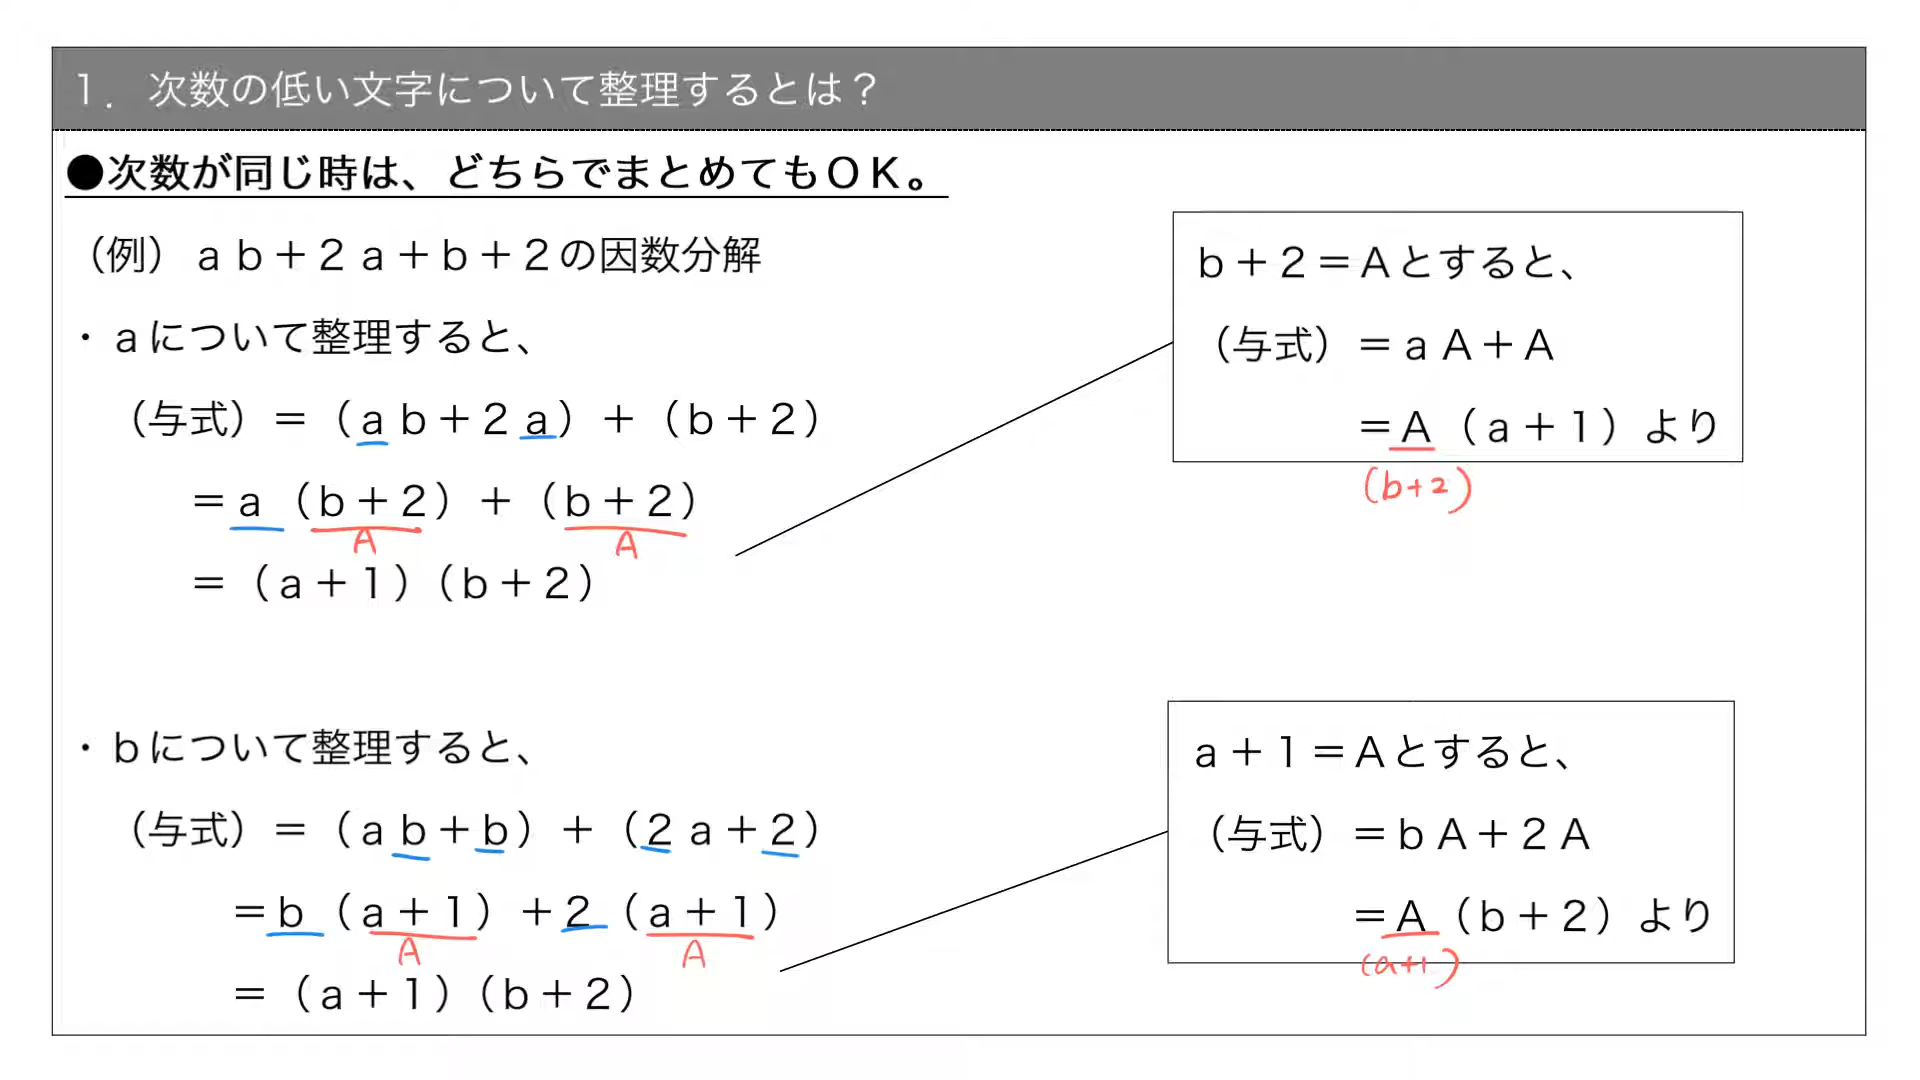 １．次数の低い文字について整理するとは？
●次数が同じ時は、どちらでまとめてもＯＫ。
（例）ａｂ＋２ａ＋ｂ＋２の因数分解
・ａについて整理すると、
（与式）＝（ａｂ＋２ａ）＋（ｂ＋２）
＝ａ（ｂ＋２）＋（ｂ＋２）
A A
＝（ａ＋１）（ｂ＋２）
ｂ＋２＝Ａとすると、
（与式）＝ａＡ＋Ａ
＝Ａ（ａ＋１）より
(b+2)
・ｂについて整理すると、
（与式）＝（ａｂ＋ｂ）＋（２ａ＋２）
＝ｂ（ａ＋１）＋２（ａ＋１）
A A
＝（ａ＋１）（ｂ＋２）
ａ＋１＝Ａとすると、
（与式）＝ｂＡ＋２Ａ
＝Ａ（ｂ＋２）より
(a+1)